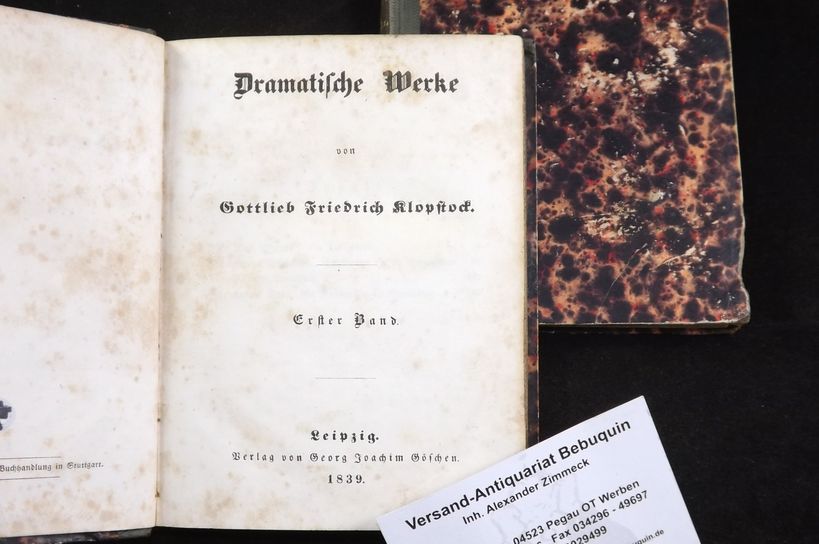 Dramatische Werke
von
Gottlieb Friedrich Klopstock.
Erster Band.
Leipzig.
Verlag von Georg Joachim Göschen.
1839.
Buchhandlung in Stuttgart.
Versand-Antiquariat Bebuquin
Inh. Alexander Zimmeck
04523 Pegau OT Werben
Fax 034296 - 49697